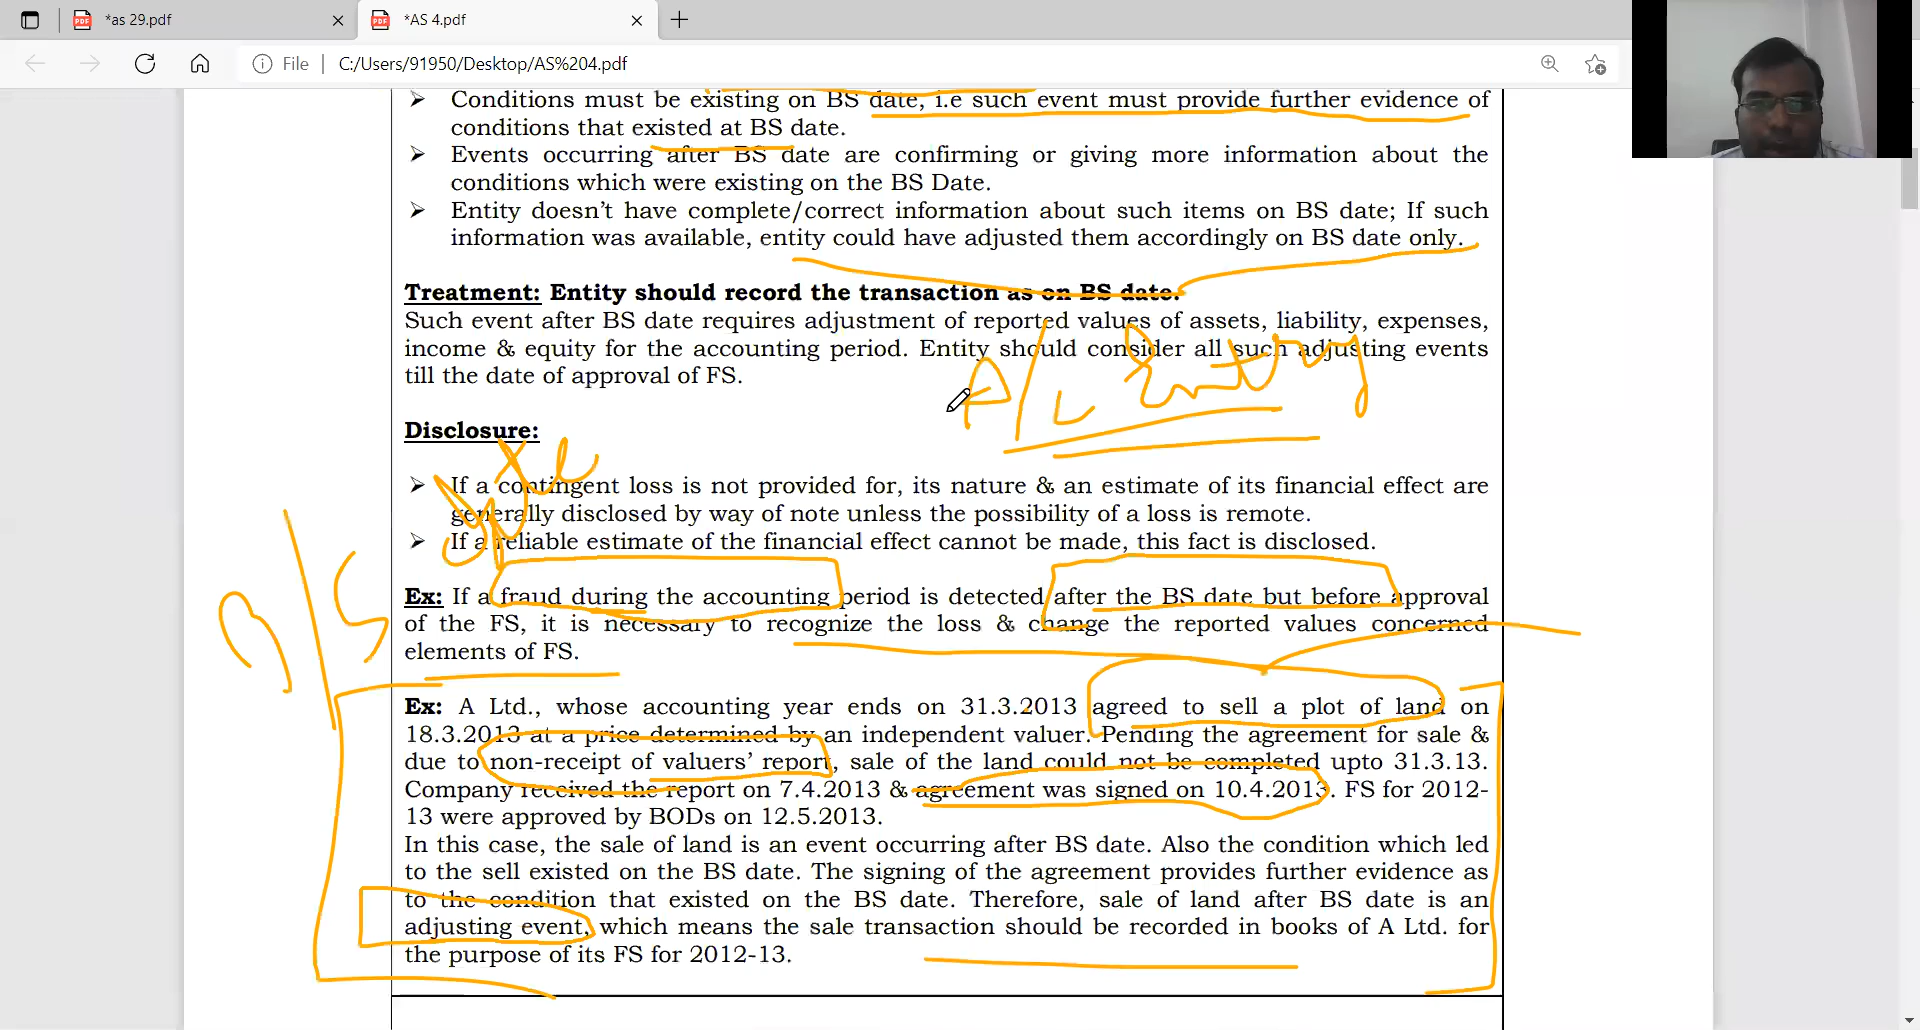 *as 29.pdf
*AS 4.pdf
File
C:/Users/91950/Desktop/AS%204.pdf
➢ Conditions must be existing on BS date, i.e such event must provide further evidence of
conditions that existed at BS date.
➢ Events occurring after BS date are confirming or giving more information about the
conditions which were existing on the BS Date.
➢ Entity doesn't have complete/correct information about such items on BS date; If such
information was available, entity could have adjusted them accordingly on BS date only.
Treatment: Entity should record the transaction as on BS date.
Such event after BS date requires adjustment of reported values of assets, liability, expenses,
income & equity for the accounting period. Entity should consider all such adjusting events
till the date of approval of FS.
A/c Entry
Disclosure:
➢ If a contingent loss is not provided for, its nature & an estimate of its financial effect are
generally disclosed by way of note unless the possibility of a loss is remote.
➢ If a reliable estimate of the financial effect cannot be made, this fact is disclosed.
Ex: If a fraud during the accounting period is detected after the BS date but before approval
of the FS, it is necessary to recognize the loss & change the reported values concerned
elements of FS.
Ex: A Ltd., whose accounting year ends on 31.3.2013 agreed to sell a plot of land on
18.3.2013 at a price determined by an independent valuer. Pending the agreement for sale &
due to non-receipt of valuers' report, sale of the land could not be completed upto 31.3.13.
Company received the report on 7.4.2013 & agreement was signed on 10.4.2013. FS for 2012-
13 were approved by BODs on 12.5.2013.
In this case, the sale of land is an event occurring after BS date. Also the condition which led
to the sell existed on the BS date. The signing of the agreement provides further evidence as
to the condition that existed on the BS date. Therefore, sale of land after BS date is an
adjusting event, which means the sale transaction should be recorded in books of A Ltd. for
the purpose of its FS for 2012-13.